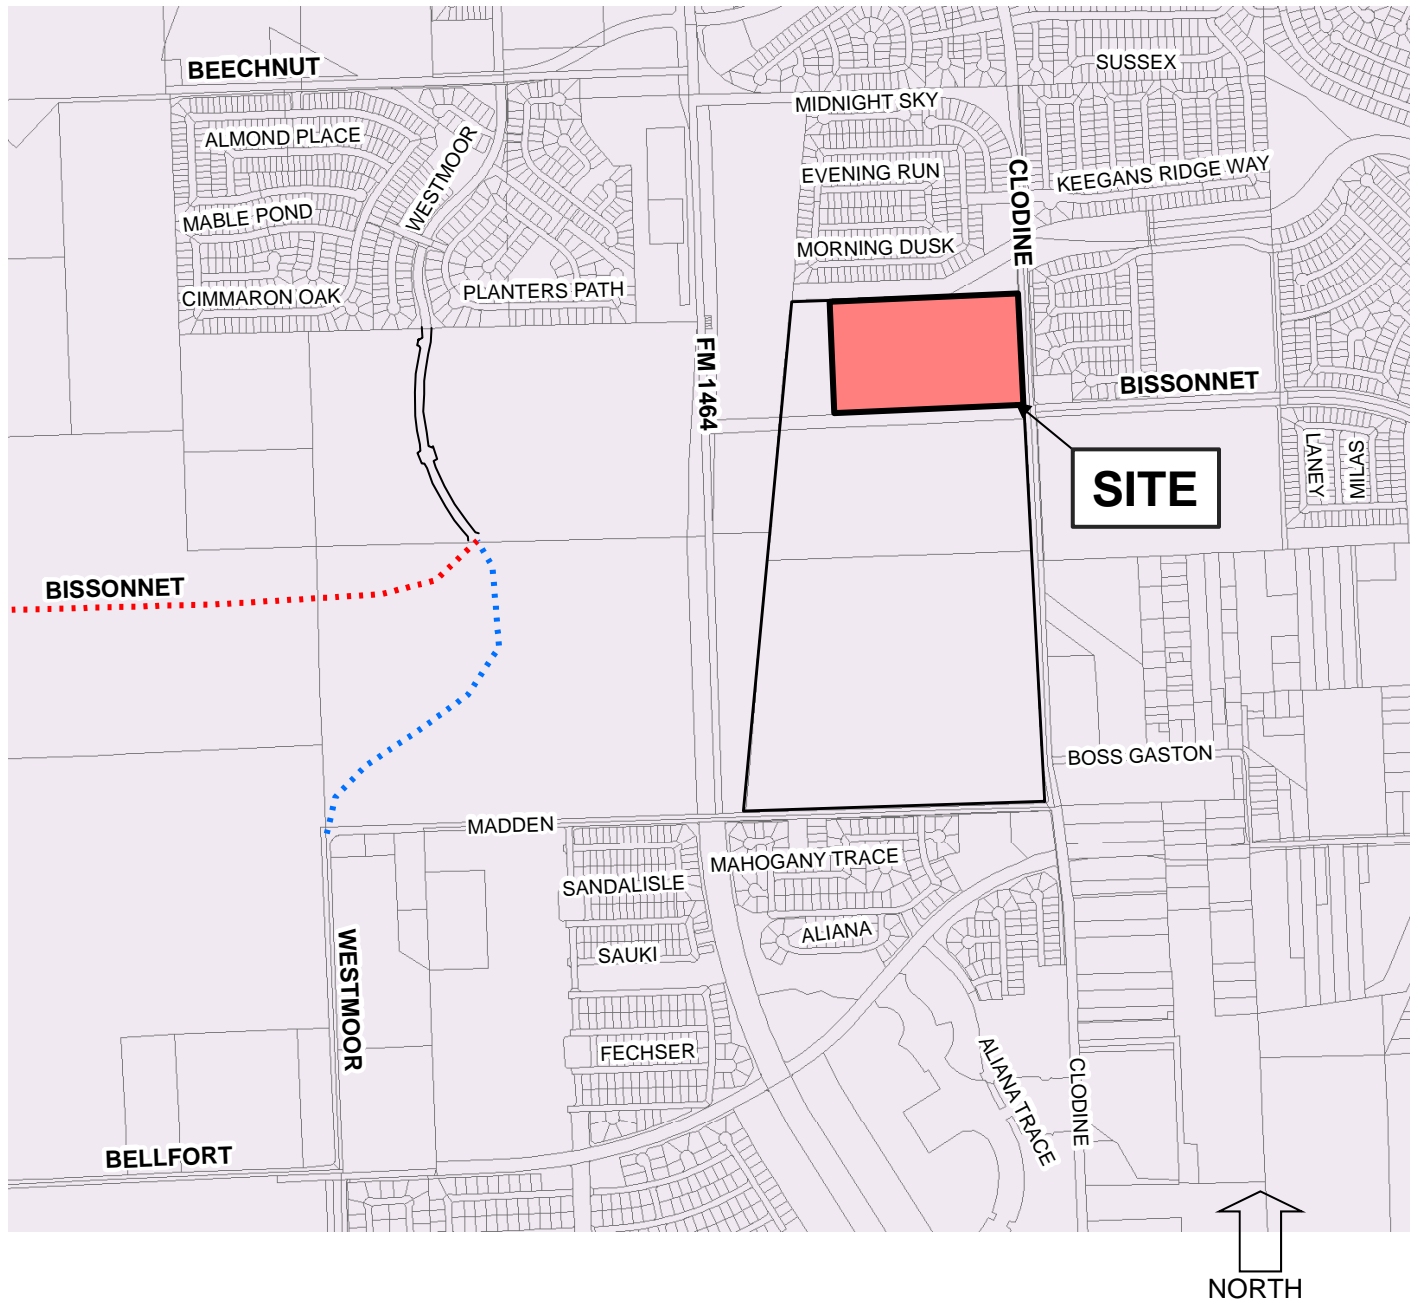 BEECHNUT
SUSSEX
MIDNIGHT SKY
ALMOND PLACE
WESTMOOR
EVENING RUN
CLODINE
KEEGANS RIDGE WAY
MABLE POND
MORNING DUSK
CIMMARON OAK
PLANTERS PATH
FM 1464
BISSONNET
LANEY
MILAS
SITE
BISSONNET
BOSS GASTON
MADDEN
MAHOGANY TRACE
SANDALISLE
ALIANA
SAUKI
WESTMOOR
FECHSER
ALIANA TRACE
CLODINE
BELLFORT
NORTH